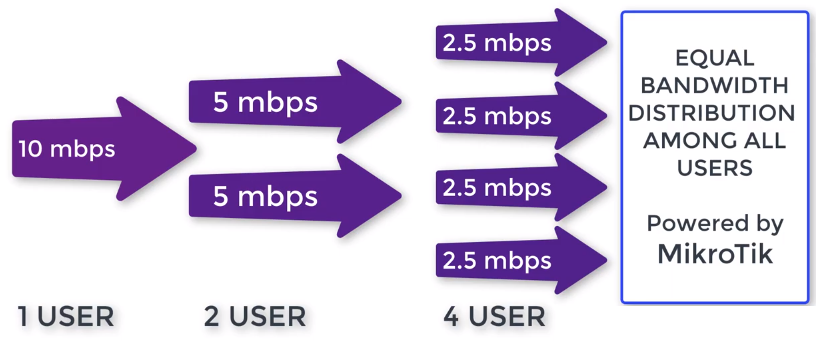 10 mbps
5 mbps
5 mbps
2.5 mbps
2.5 mbps
2.5 mbps
2.5 mbps
EQUAL
BANDWIDTH
DISTRIBUTION
AMONG ALL
USERS
Powered by
MikroTik
1 USER
2 USER
4 USER